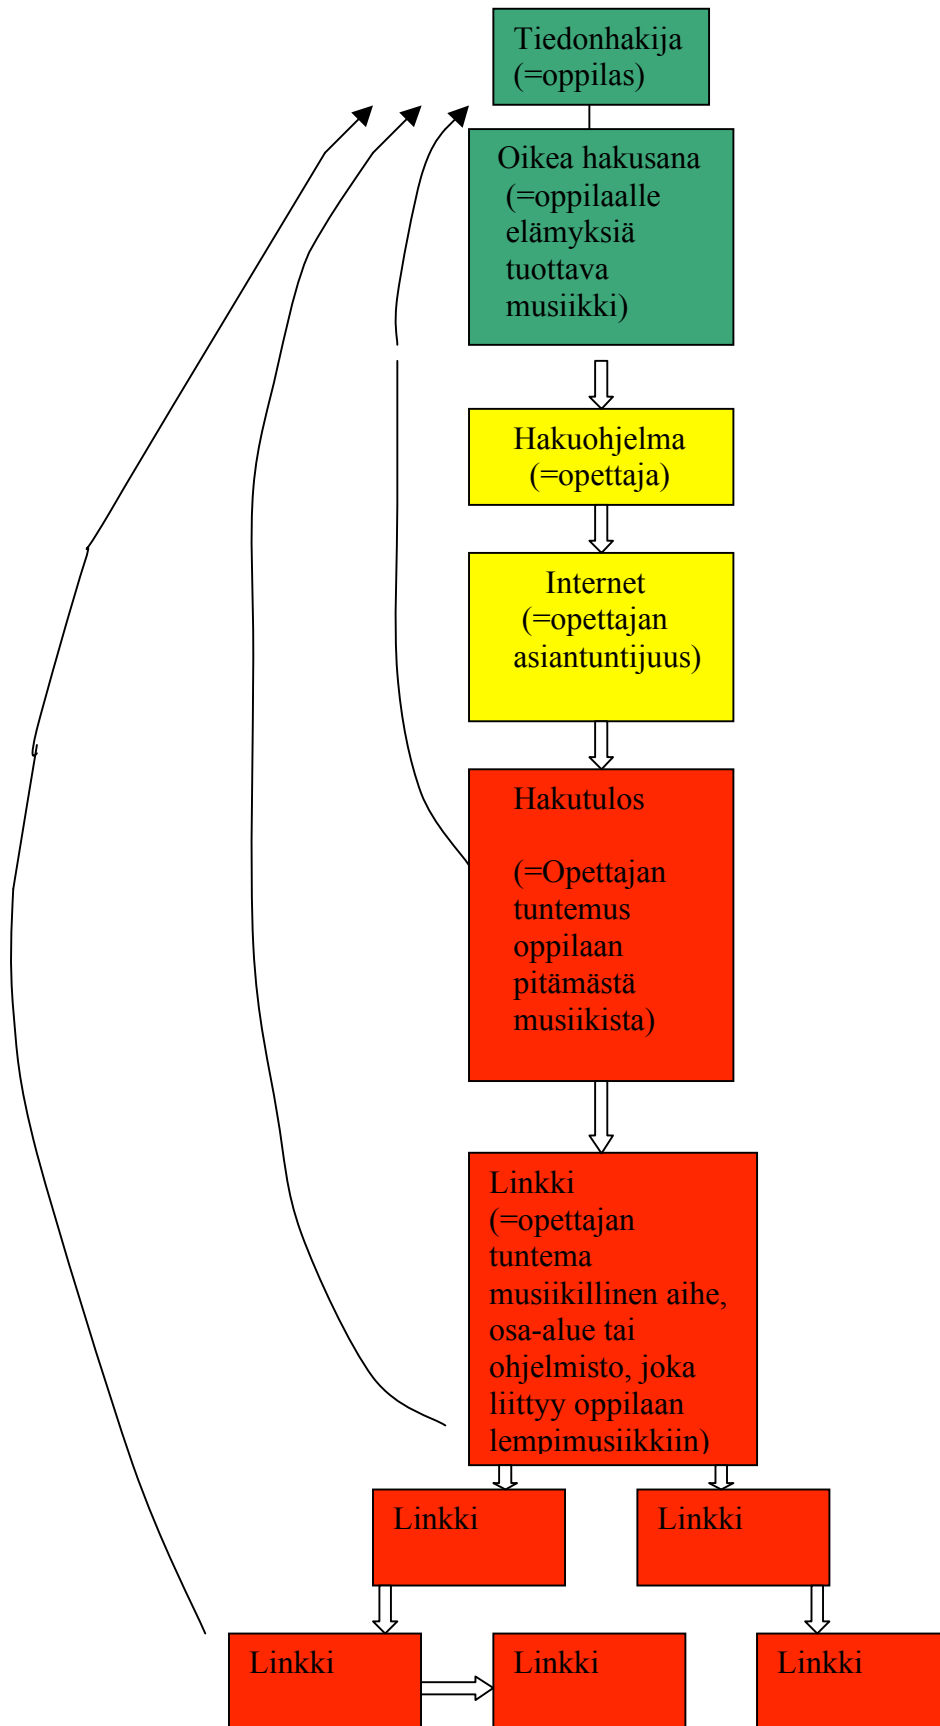 Tiedonhakija
(=oppilas)
Oikea hakusana
(=oppilaalle
elämyksiä
tuottava
musiikki)
Hakuohjelma
(=opettaja)
Internet
(=opettajan
asiantuntijuus)
Hakutulos
(=Opettajan
tuntemus
oppilaan
pitämästä
musiikista)
Linkki
(=opettajan
tuntema
musiikillinen aihe,
osa-alue tai
ohjelmisto, joka
liittyy oppilaan
lempimusiikkiin)
Linkki
Linkki
Linkki
Linkki
Linkki